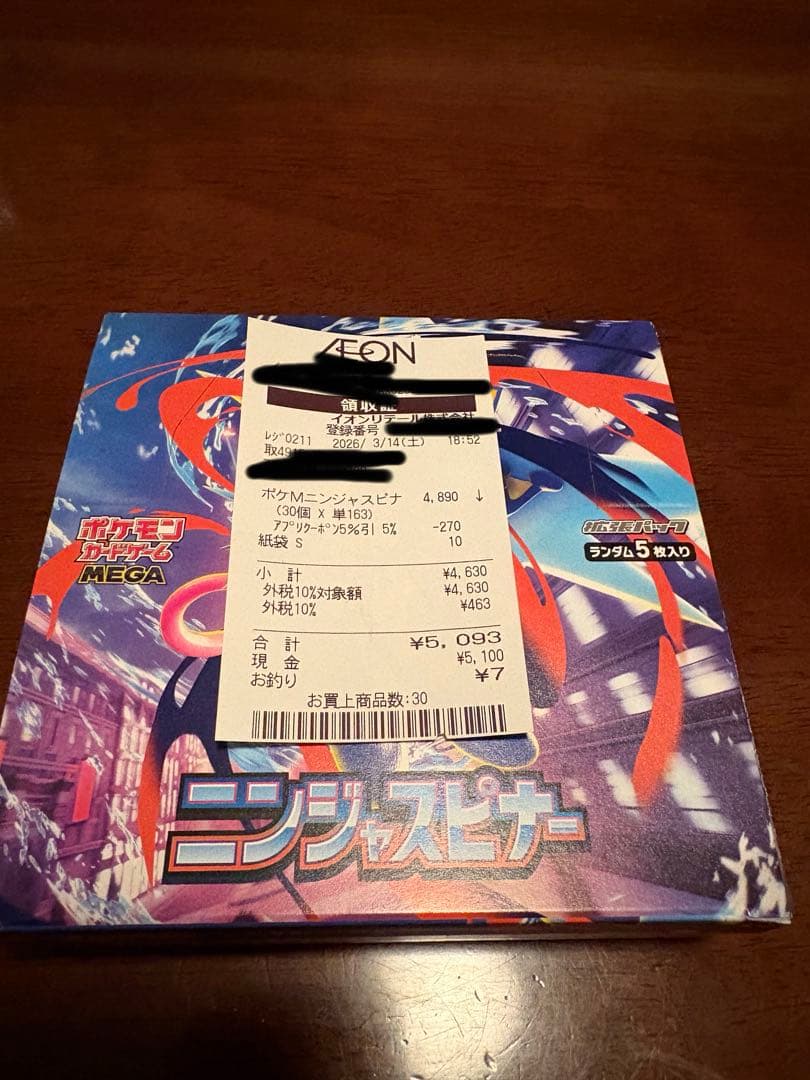 ÆON
領収証
イオンリテール株式会社
登録番号
ﾚｼﾞ0211 2026/ 3/14(土) 18:52
取49
ポケMニンジャスピナ 4,890 ↓
(30個 X 単163)
ｱﾌﾟﾘｸｰﾎﾟﾝ5%引 5% -270
紙袋 S 10
小 計 ¥4,630
外税10%対象額 ¥4,630
外税10% ¥463
合 計 ¥5,093
現 金 ¥5,100
お釣り ¥7
お買上商品数:30
ポケモン
カードゲーム
MEGA
拡張パック
ランダム5枚入り
ニンジャスピナー